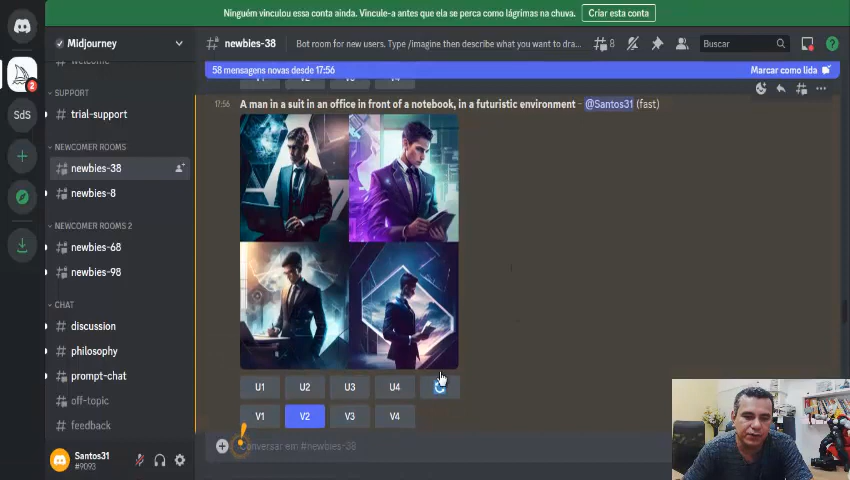 Ninguém vinculou essa conta ainda. Vincule-a antes que ela se perca como lágrimas na chuva.
Criar esta conta
Midjourney
newbies-38
Bot room for new users. Type /imagine then describe what you want to dra...
8
Buscar
58 mensagens novas desde 17:56
Marcar como lida
2
SdS
welcome
SUPPORT
trial-support
NEWCOMER ROOMS
newbies-38
newbies-8
NEWCOMER ROOMS 2
newbies-68
newbies-98
CHAT
discussion
philosophy
prompt-chat
off-topic
feedback
Santos31
#9093
17:56
A man in a suit in an office in front of a notebook, in a futuristic environment - @Santos31 (fast)
U1 U2 U3 U4
V1 V2 V3 V4
Conversar em #newbies-38